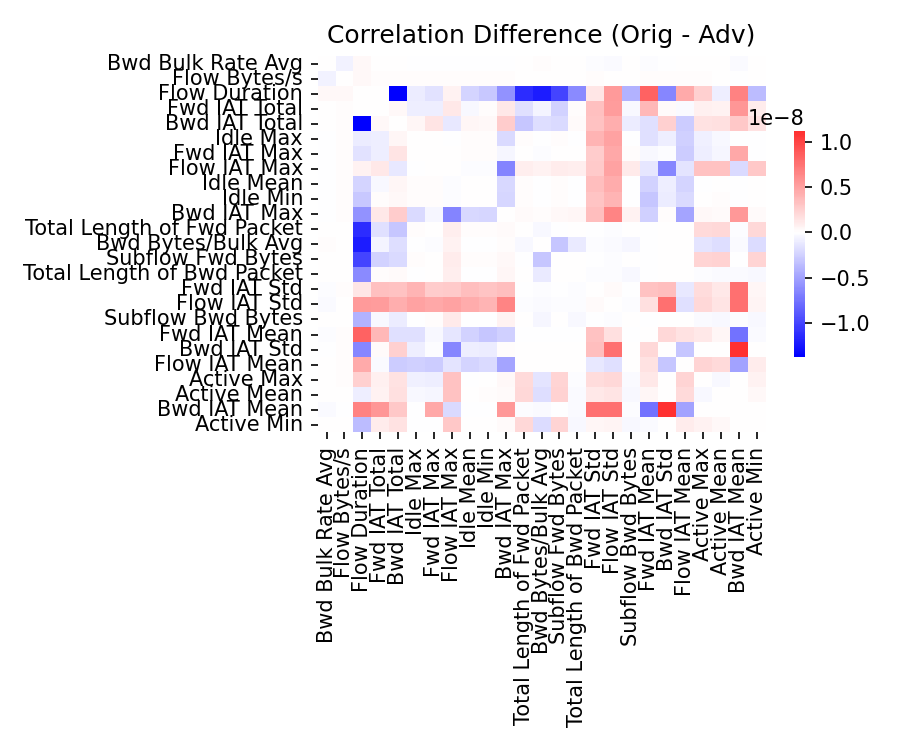 Correlation Difference (Orig - Adv)
Bwd Bulk Rate Avg
Flow Bytes/s
Flow Duration
Fwd IAT Total
Bwd IAT Total
Idle Max
Fwd IAT Max
Flow IAT Max
Idle Mean
Idle Min
Bwd IAT Max
Total Length of Fwd Packet
Bwd Bytes/Bulk Avg
Subflow Fwd Bytes
Total Length of Bwd Packet
Fwd IAT Std
Flow IAT Std
Subflow Bwd Bytes
Fwd IAT Mean
Bwd IAT Std
Flow IAT Mean
Active Max
Active Mean
Bwd IAT Mean
Active Min
1e−8
1.0
0.5
0.0
−0.5
−1.0
Bwd Bulk Rate Avg
Flow Bytes/s
Flow Duration
Fwd IAT Total
Bwd IAT Total
Idle Max
Fwd IAT Max
Flow IAT Max
Idle Mean
Idle Min
Bwd IAT Max
Total Length of Fwd Packet
Bwd Bytes/Bulk Avg
Subflow Fwd Bytes
Total Length of Bwd Packet
Fwd IAT Std
Flow IAT Std
Subflow Bwd Bytes
Fwd IAT Mean
Bwd IAT Std
Flow IAT Mean
Active Max
Active Mean
Bwd IAT Mean
Active Min